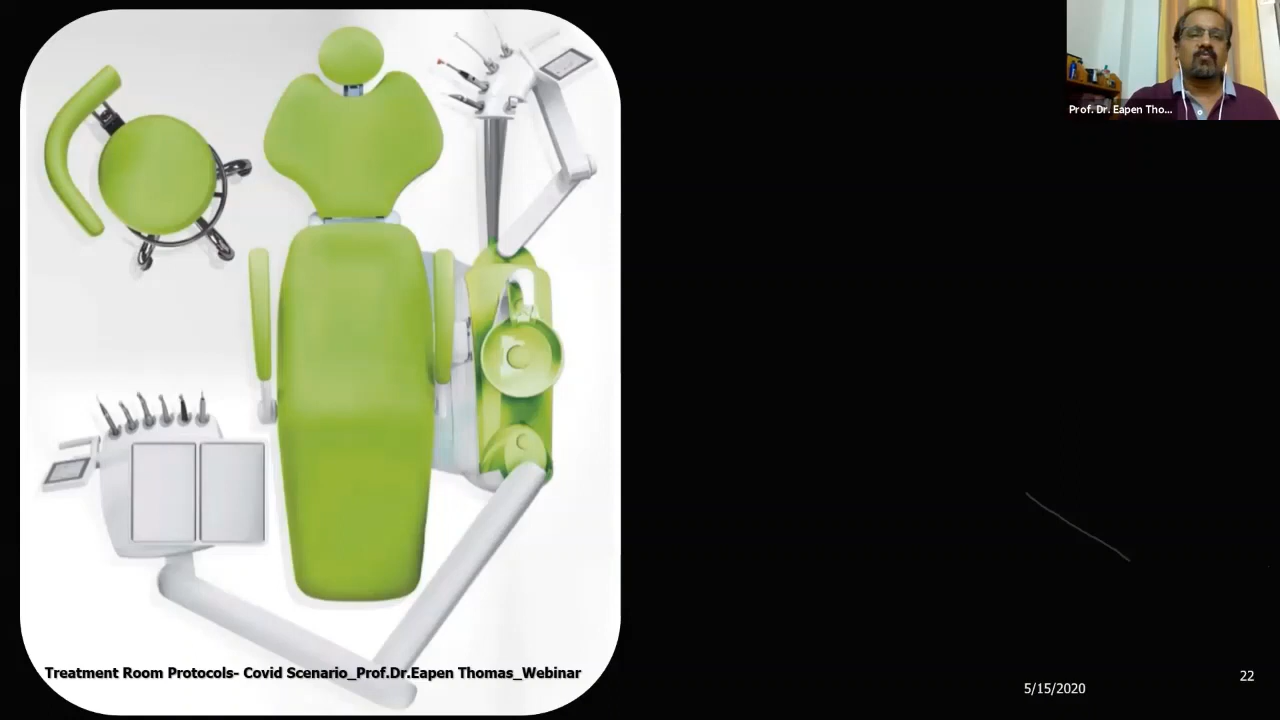 Prof. Dr. Eapen Tho...
Treatment Room Protocols- Covid Scenario_Prof.Dr.Eapen Thomas_Webinar
22
5/15/2020